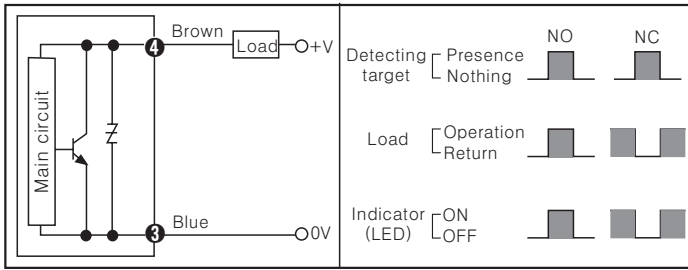 Main circuit
4 Brown
Load
+V
3 Blue
0V
NO NC
Detecting target Presence
Nothing
Load Operation
Return
Indicator (LED) ON
OFF